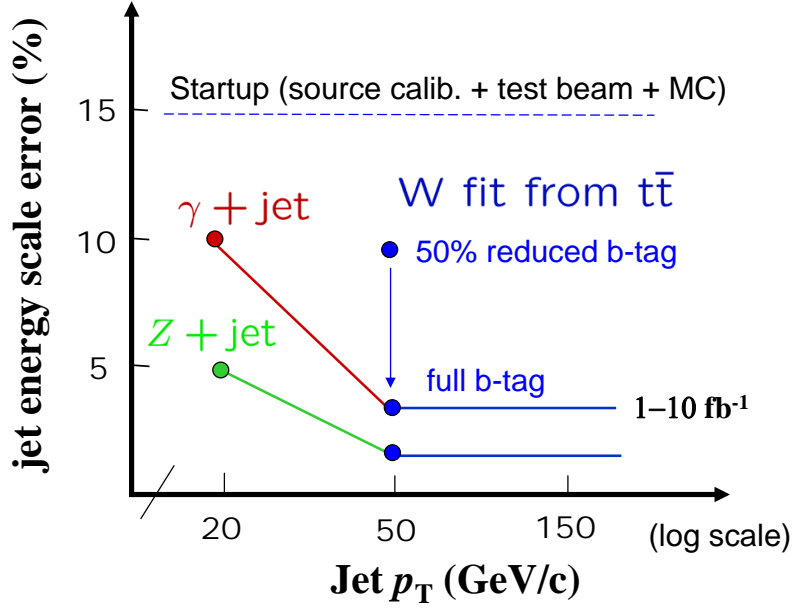 jet energy scale error (%)
Startup (source calib. + test beam + MC)
15
γ + jet
W fit from tt̄
10
50% reduced b-tag
Z + jet
5
full b-tag
1–10 fb⁻¹
20
50
150
(log scale)
Jet pT (GeV/c)